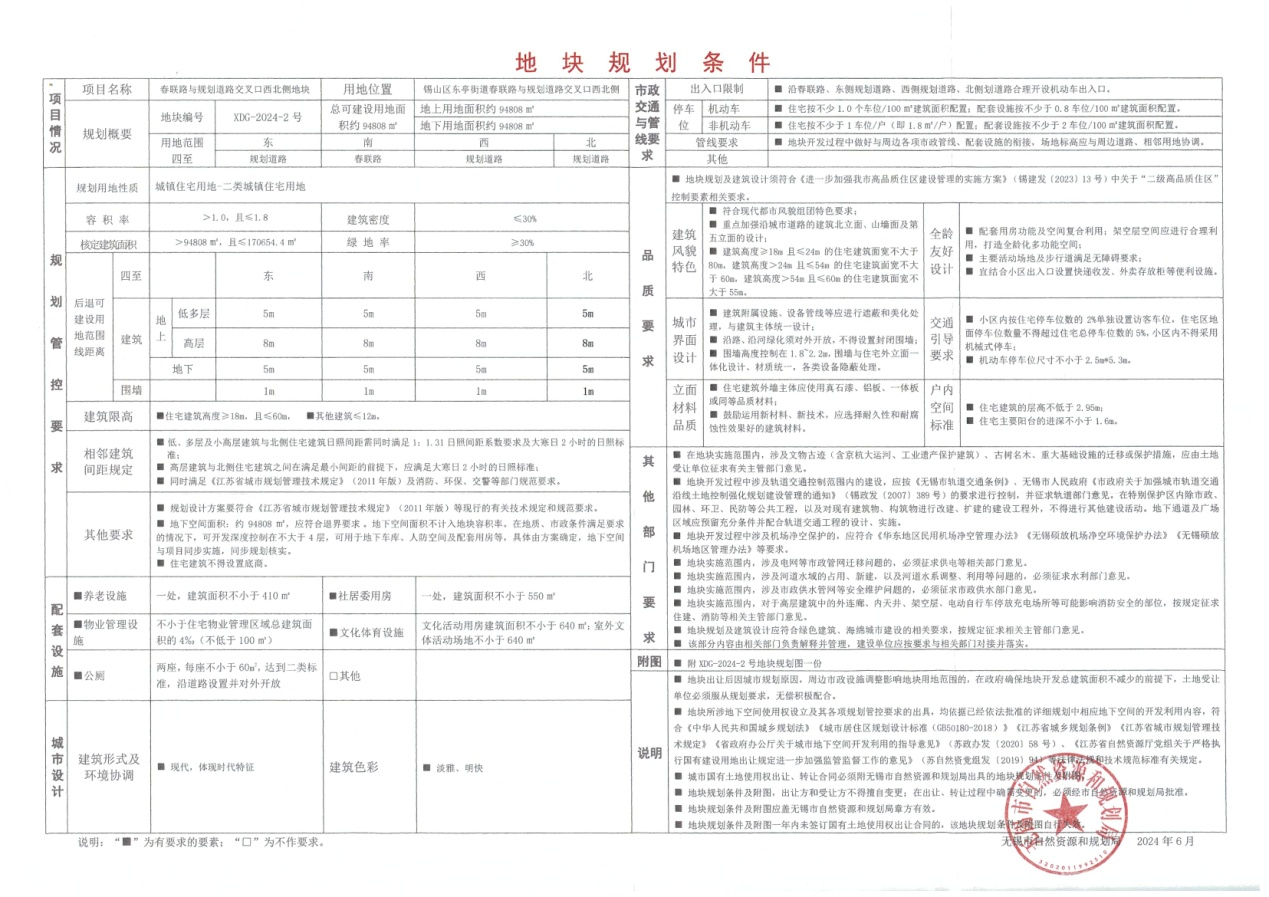 地块规划条件
项目情况
项目名称 春联路与规划道路交叉口西北侧地块 用地位置 锡山区东亭街道春联路与规划道路交叉口西北侧
规划概要
地块编号 XDG-2024-2 号 总可建设用地面积约 94808 ㎡ 地上用地面积约 94808 ㎡
地下用地面积约 94808 ㎡
用地范围四至 东 南 西 北
规划道路 春联路 规划道路 规划道路
规划管控要求
规划用地性质 城镇住宅用地-二类城镇住宅用地
容 积 率 >1.0，且≤1.8 建筑密度 ≤30%
核定建筑面积 >94808 ㎡，且≤170654.4 ㎡ 绿 地 率 ≥30%
后退可建设用地范围线距离
四至 东 南 西 北
建筑 地上 低多层 5m 5m 5m 5m
高层 8m 8m 8m 8m
地下 5m 5m 5m 5m
围墙 1m 1m 1m 1m
建筑限高 ■住宅建筑高度≥18m，且≤60m， ■其他建筑≤12m。
相邻建筑间距规定
■ 低、多层及小高层建筑与北侧住宅建筑日照间距需同时满足 1：1.31 日照间距系数要求及大寒日 2 小时的日照标
准；
■ 高层建筑与北侧住宅建筑之间在满足最小间距的前提下，应满足大寒日 2 小时的日照标准；
■ 同时满足《江苏省城市规划管理技术规定》（2011 年版）及消防、环保、交警等部门规范要求。
其他要求
■ 规划设计方案要符合《江苏省城市规划管理技术规定》（2011 年版）等现行的有关技术规定和规范要求。
■ 地下空间面积：约 94808 ㎡，应符合退界要求 。地下空间面积不计入地块容积率，在地质、市政条件满足要求
的情况下，可开发深度控制在不大于 4 层，可用于地下车库、人防空间及配套用房等，具体由方案确定，地下空间
与项目同步实施，同步规划核实。
■ 住宅建筑不得设置底商。
配套设施
■养老设施 一处，建筑面积不小于 410 ㎡ ■社居委用房 一处，建筑面积不小于 550 ㎡
■物业管理设施 不小于住宅物业管理区域总建筑面积的 4‰（不低于 100 ㎡） ■文化体育设施 文化活动用房建筑面积不小于 640 ㎡；室外文体活动场地不小于 640 ㎡
■公厕 两座，每座不小于 60㎡，达到二类标准，沿道路设置并对外开放 □其他
城市设计
建筑形式及环境协调 ■ 现代，体现时代特征 建筑色彩 ■ 淡雅、明快
市政交通与管线要求
出入口限制 ■ 沿春联路、东侧规划道路、西侧规划道路、北侧划道路合理开设机动车出入口。
停车位 机动车 ■ 住宅按不少 1.0 个车位/100 ㎡建筑面积配置；配套设施按不少于 0.8 车位/100 ㎡建筑面积配置。
非机动车 ■ 住宅按不少于 1 车位/户（即 1.8 ㎡/户）配置；配套设施按不少于 2 车位/100 ㎡建筑面积配置。
管线要求 ■ 地块开发过程中做好与周边各项市政管线、配套设施的衔接，场地标高应与周边道路、相邻用地协调。
其他
品质要求
■ 地块规划及建筑设计须符合《进一步加强我市高品质住区建设管理的实施方案》（锡建发〔2023〕13 号）中关于“二级高品质住区”
控制要素相关要求。
建筑风貌特色
■ 符合现代都市风貌组团特色要求；
■ 重点加强沿城市道路的建筑北立面、山墙面及第
五立面的设计；
■ 建筑高度≥18m 且≤24m 的住宅建筑面宽不大于
80m，建筑高度>24m 且≤54m 的住宅建筑面宽不大
于 60m，建筑高度>54m 且≤60m 的住宅建筑面宽不
大于 55m。
全龄友好设计
■ 配套用房功能及空间复合利用；架空层空间应进行合理利
用，打造全龄化多功能空间；
■ 主要活动场地及步行道满足无障碍要求；
■ 宜结合小区出入口设置快递收发、外卖存放柜等便利设施。
城市界面设计
■ 建筑附属设施、设备管线等应进行遮蔽和美化处
理，与建筑主体统一设计；
■ 沿路、沿河绿化须对外开放，不得设置封闭围墙；
■ 围墙高度控制在 1.8~2.2m，围墙与住宅外立面一
体化设计、材质统一，各类设备隐蔽处理。
交通引导要求
■ 小区内按住宅停车位数的 2%单独设置访客车位，住宅区地
面停车位数量不得超过住宅总停车位数的 5%，小区内不得采用
机械式停车；
■ 机动车停车位尺寸不小于 2.5m*5.3m。
立面材料品质
■ 住宅建筑外墙主体应使用真石漆、铝板、一体板
或同等品质材料；
■ 鼓励运用新材料、新技术，应选择耐久性和耐腐
蚀性效果好的建筑材料。
户内空间标准
■ 住宅建筑的层高不低于 2.95m；
■ 住宅主要阳台的进深不小于 1.6m。
其他部门要求
■ 在地块实施范围内，涉及文物古迹（含京杭大运河、工业遗产保护建筑）、古树名木、重大基础设施的迁移或保护措施，应由土地
受让单位征求有关主管部门意见。
■ 地块开发过程中涉及轨道交通控制范围内的建设，应按《无锡市轨道交通条例》、无锡市人民政府《市政府关于加强城市轨道交通
沿线土地控制强化规划建设管理的通知》（锡政发〔2007〕389 号）的要求进行控制，并征求轨道部门意见。在特别保护区内除市政、
园林、环卫、民防等公共工程，以及对现有建筑物、构筑物进行改建、扩建的建设工程外，不得进行其他建设活动。地下通道及广场
区域应预留充分条件并配合轨道交通工程的设计、实施。
■ 地块开发过程中涉及机场净空保护的，应符合《华东地区民用机场净空管理办法》《无锡硕放机场净空环境保护办法》《无锡硕放
机场地区管理办法》等要求。
■ 地块实施范围内，涉及电网等市政管网迁移问题的，必须征求供电等相关部门意见。
■ 地块实施范围内，涉及河道水域的占用、新建，以及河道水系调整、利用等问题的，必须征求水利部门意见。
■ 地块实施范围内，涉及市政供水管网等安全维护问题的，必须征求市政供水部门意见。
■ 地块实施范围内，对于高层建筑中的外连廊、内天井、架空层、电动自行车停放充电场所等可能影响消防安全的部位，按规定征求
住建、消防等相关主管部门意见。
■ 地块规划及建筑设计应符合绿色建筑、海绵城市建设的相关要求，按规定征求相关主管部门意见。
■ 该部分内容由相关部门负责解释并管理，建设单位应按要求与相关部门对接并落实。
附图 ■ 附 XDG-2024-2 号地块规划图一份
说明
■ 地块出让后因城市规划原因，周边市政设施调整影响地块用地范围的，在政府确保地块开发总建筑面积不减少的前提下，土地受让
单位必须服从规划要求，无偿积极配合。
■ 地块所涉地下空间使用权设立及其各项规划管控要求的出具，均依据已经依法批准的详细规划中相应地下空间的开发利用内容，符
合《中华人民共和国城乡规划法》《城市居住区规划设计标准（GB50180-2018）》《江苏省城乡规划条例》《江苏省城市规划管理技
术规定》《省政府办公厅关于城市地下空间开发利用的指导意见》（苏政办发〔2020〕58 号）、《江苏省自然资源厅党组关于严格执
行国有建设用地出让规定进一步加强监管监督工作的意见》（苏自然资党组发〔2019〕91）等法律法规和技术规范标准有关规定。
■ 城市国有土地使用权出让、转让合同必须附无锡市自然资源和规划局出具的地块规划条件及附图。
■ 地块规划条件及附图，出让方和受让方不得擅自变更；在出让、转让过程中确需变更的，必须经市自然资源和规划局批准。
■ 地块规划条件及附图应盖无锡市自然资源和规划局章方有效。
■ 地块规划条件及附图一年内未签订国有土地使用权出让合同的，该地块规划条件及附图自行失效。
说明：“■”为有要求的要素；“□”为不作要求。
无锡市自然资源和规划局 2024 年 6 月
无锡市自然资源和规划局